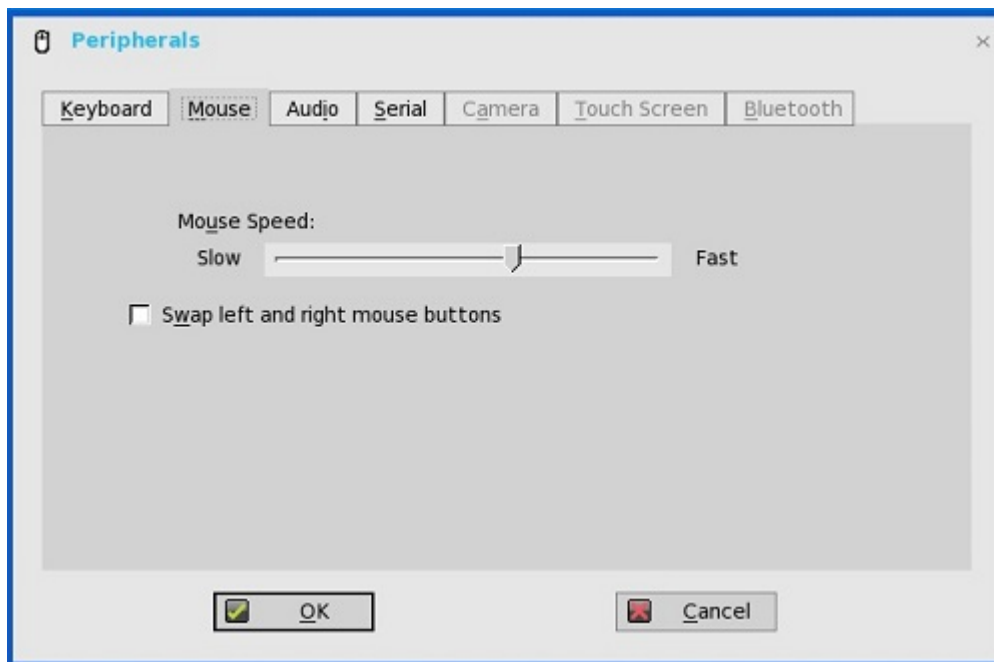 Peripherals
Keyboard Mouse Audio Serial Camera Touch Screen Bluetooth
Mouse Speed:
Slow Fast
Swap left and right mouse buttons
OK Cancel